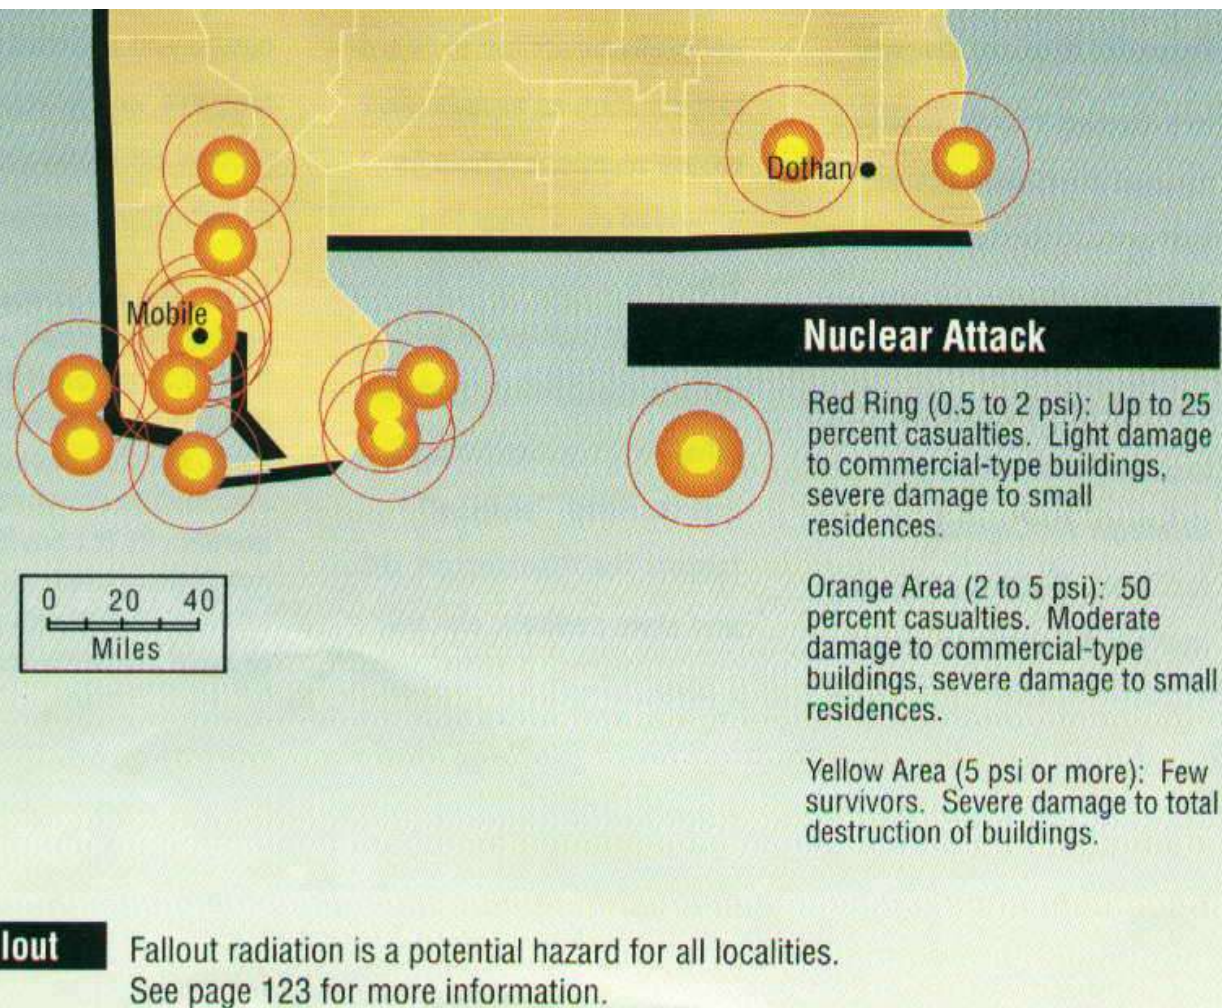 Dothan
Mobile
Nuclear Attack
Red Ring (0.5 to 2 psi): Up to 25
percent casualties. Light damage
to commercial-type buildings,
severe damage to small
residences.
Orange Area (2 to 5 psi): 50
percent casualties. Moderate
damage to commercial-type
buildings, severe damage to small
residences.
Yellow Area (5 psi or more): Few
survivors. Severe damage to total
destruction of buildings.
0 20 40
Miles
lout
Fallout radiation is a potential hazard for all localities.
See page 123 for more information.